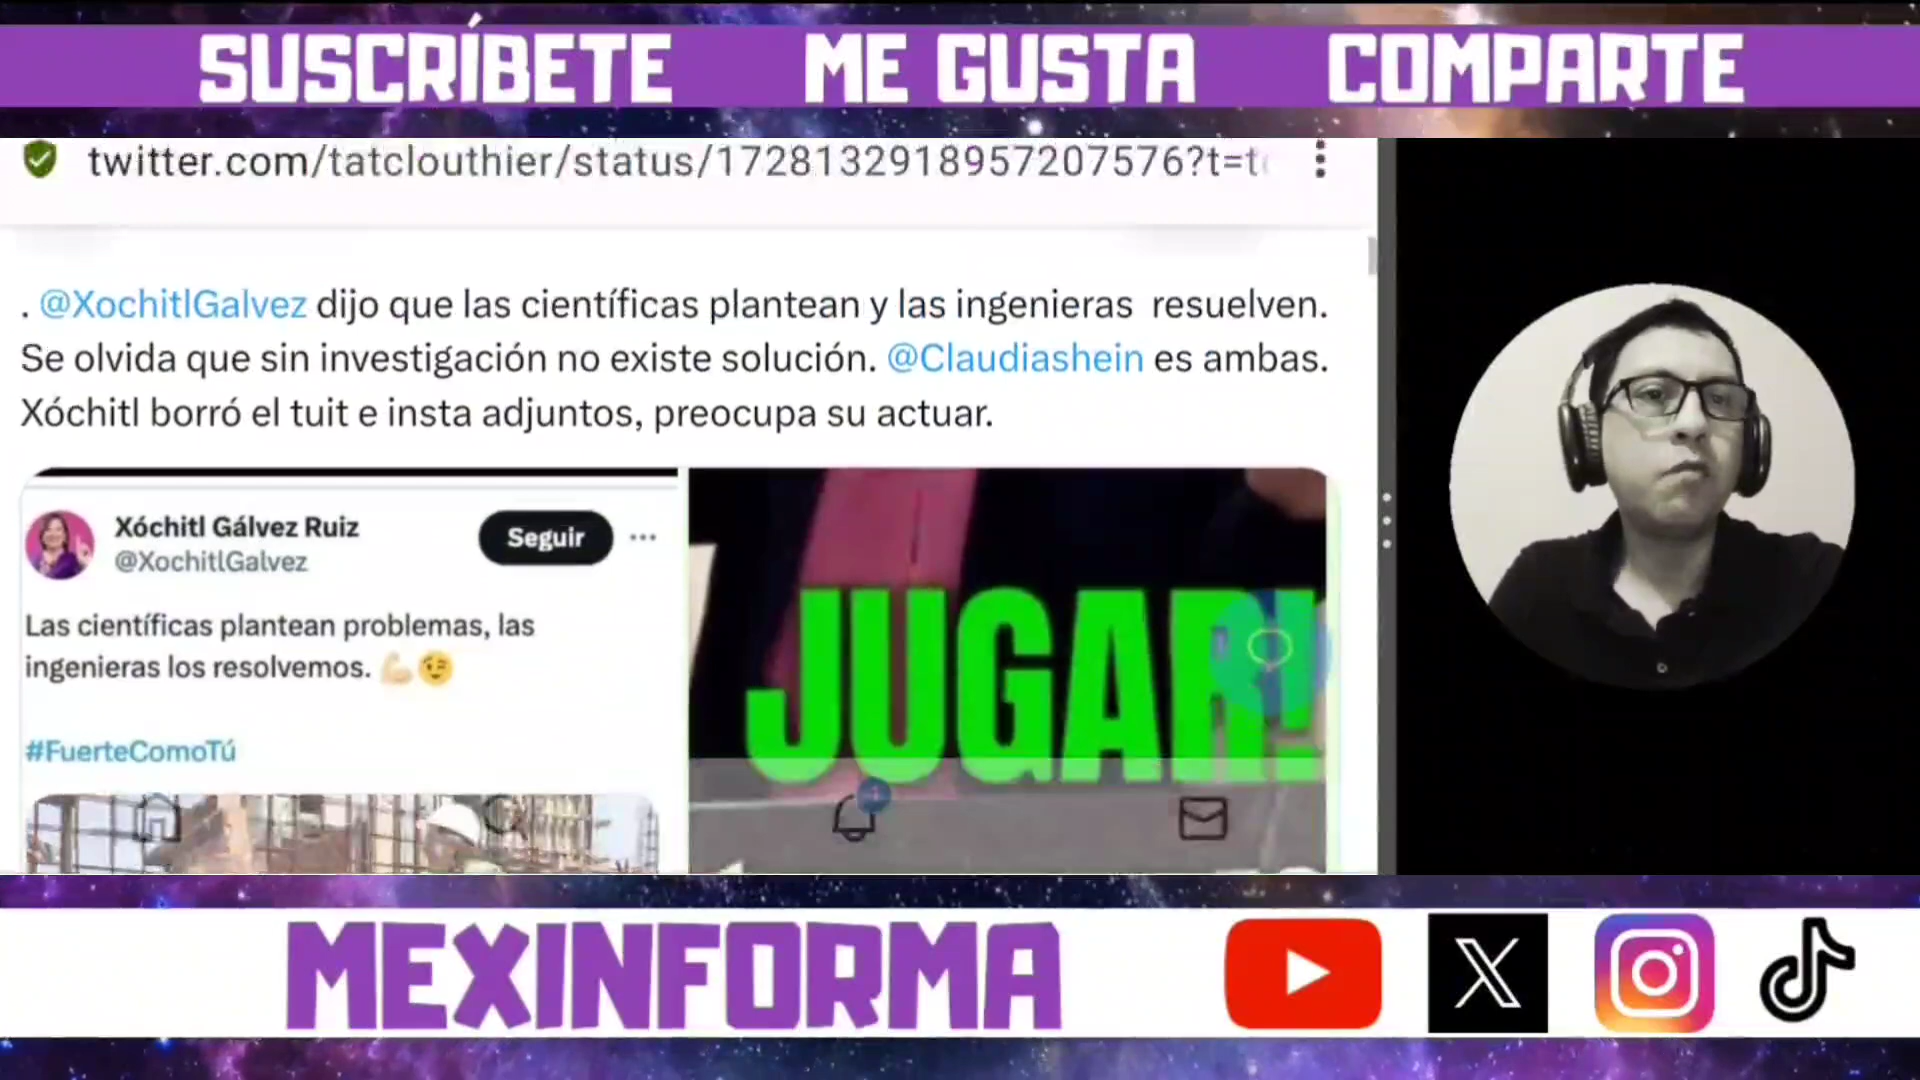 SUSCRÍBETE ME GUSTA COMPARTE
twitter.com/tatclouthier/status/1728132918957207576?t=t
. @XochitlGalvez dijo que las científicas plantean y las ingenieras resuelven.
Se olvida que sin investigación no existe solución. @Claudiashein es ambas.
Xóchitl borró el tuit e insta adjuntos, preocupa su actuar.
Xóchitl Gálvez Ruiz
@XochitlGalvez
Seguir
Las científicas plantean problemas, las
ingenieras los resolvemos. 💪🏻😉
#FuerteComoTú
JUGAR!
MEXINFORMA